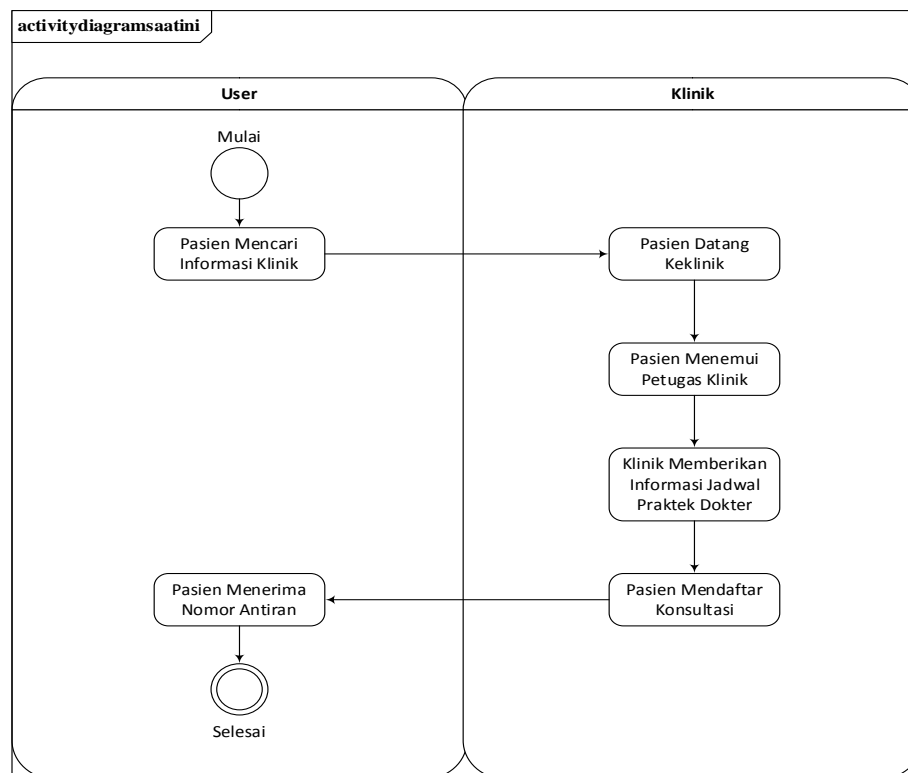 activitydiagramsaatini
User
Klinik
Mulai
Pasien Mencari
Informasi Klinik
Pasien Datang
Keklinik
Pasien Menemui
Petugas Klinik
Klinik Memberikan
Informasi Jadwal
Praktek Dokter
Pasien Mendaftar
Konsultasi
Pasien Menerima
Nomor Antiran
Selesai